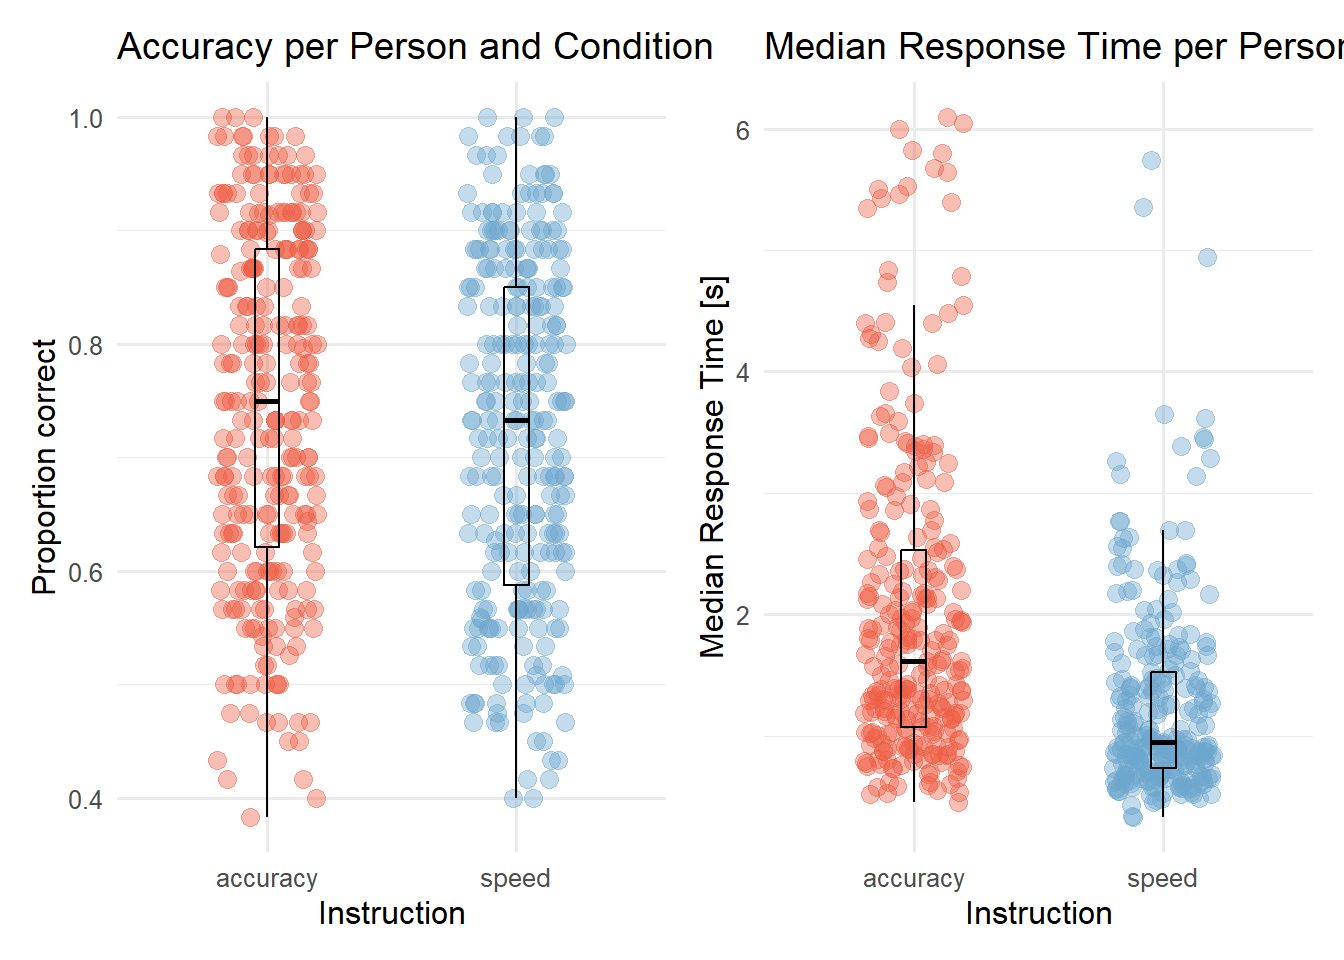 Accuracy per Person and Condition
Proportion correct
1.0
0.8
0.6
0.4
accuracy speed
Instruction
Median Response Time per Person
Median Response Time [s]
6
4
2
accuracy speed
Instruction